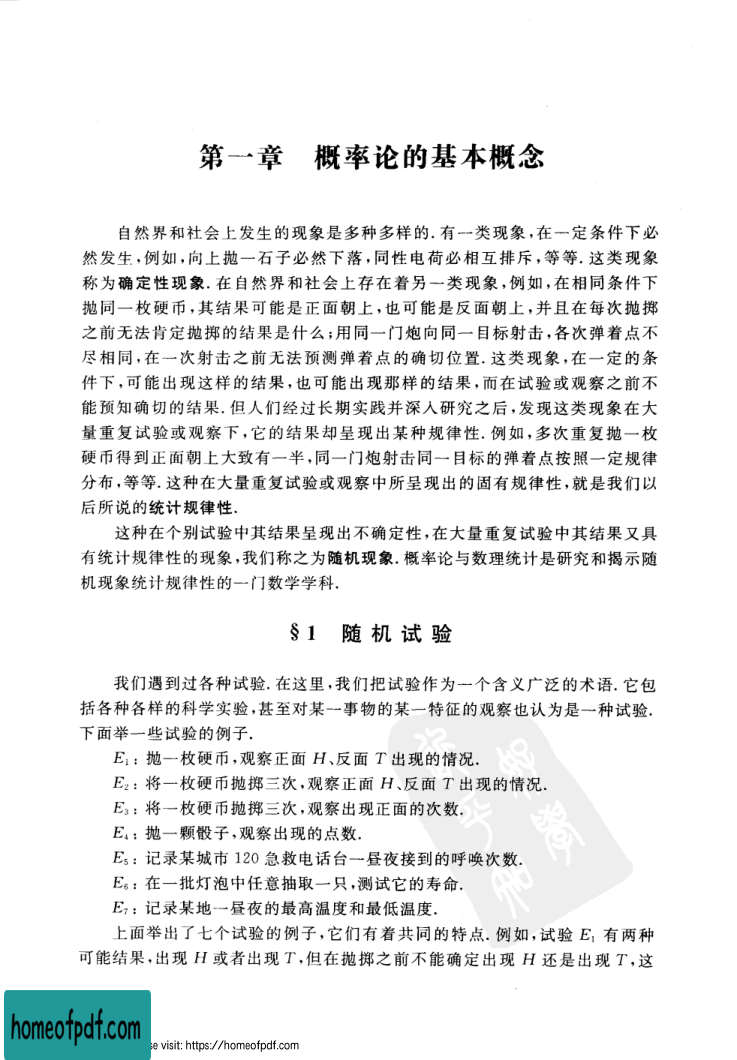 第一章 概率论的基本概念
自然界和社会上发生的现象是多种多样的.有一类现象,在一定条件下必
然发生,例如,向上抛一石子必然下落,同性电荷必相互排斥,等等.这类现象
称为确定性现象.在自然界和社会上存在着另一类现象,例如,在相同条件下
抛同一枚硬币,其结果可能是正面朝上,也可能是反面朝上,并且在每次抛掷
之前无法肯定抛掷的结果是什么;用同一门炮向同一目标射击,各次弹着点不
尽相同,在一次射击之前无法预测弹着点的确切位置.这类现象,在一定的条
件下,可能出现这样的结果,也可能出现那样的结果,而在试验或观察之前不
能预知确切的结果.但人们经过长期实践并深入研究之后,发现这类现象在大
量重复试验或观察下,它的结果却呈现出某种规律性.例如,多次重复抛一枚
硬币得到正面朝上大致有一半,同一门炮射击同一目标的弹着点按照一定规律
分布,等等.这种在大量重复试验或观察中所呈现出的固有规律性,就是我们以
后所说的统计规律性.
这种在个别试验中其结果呈现出不确定性,在大量重复试验中其结果又具
有统计规律性的现象,我们称之为随机现象.概率论与数理统计是研究和揭示随
机现象统计规律性的一门数学学科.
§1 随机试验
我们遇到过各种试验.在这里,我们把试验作为一个含义广泛的术语.它包
括各种各样的科学实验,甚至对某一事物的某一特征的观察也认为是一种试验.
下面举一些试验的例子.
E₁:抛一枚硬币,观察正面 H、反面 T 出现的情况.
E₂:将一枚硬币抛掷三次,观察正面 H、反面 T 出现的情况.
E₃:将一枚硬币抛掷三次,观察出现正面的次数.
E₄:抛一颗骰子,观察出现的点数.
E₅:记录某城市 120 急救电话台一昼夜接到的呼唤次数.
E₆:在一批灯泡中任意抽取一只,测试它的寿命.
E₇:记录某地一昼夜的最高温度和最低温度.
上面举出了七个试验的例子,它们有着共同的特点.例如,试验 E₁ 有两种
可能结果,出现 H 或者出现 T,但在抛掷之前不能确定出现 H 还是出现 T,这
homeofpdf.com
se visit: https://homeofpdf.com